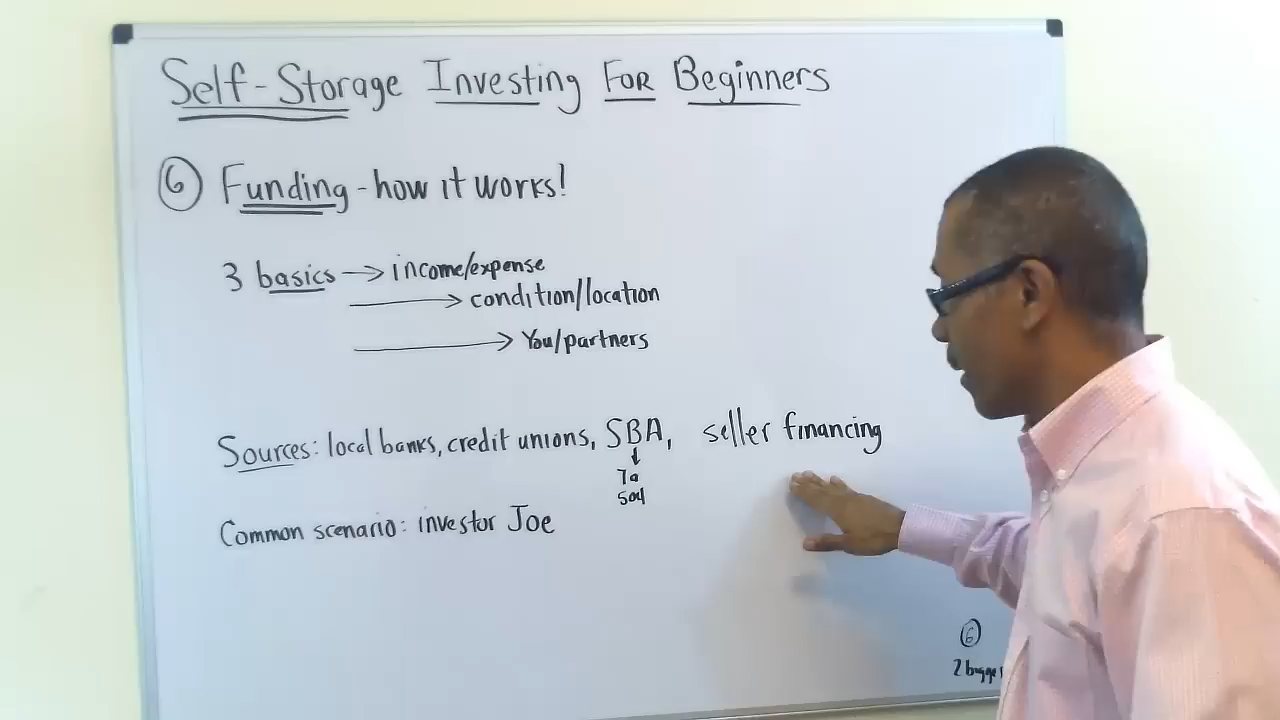 Self-Storage Investing FOR Beginners
6 Funding - how it works!
3 basics → income/expense
→ condition/location
→ You/partners
Sources: local banks, credit unions, SBA, seller financing
↓
7a
504
Common scenario: investor Joe
6
2 bigge